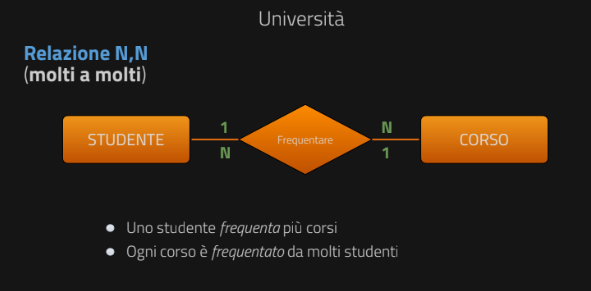 Università
Relazione N,N
(molti a molti)
STUDENTE
1
N
Frequentare
N
1
CORSO
Uno studente frequenta più corsi
Ogni corso è frequentato da molti studenti